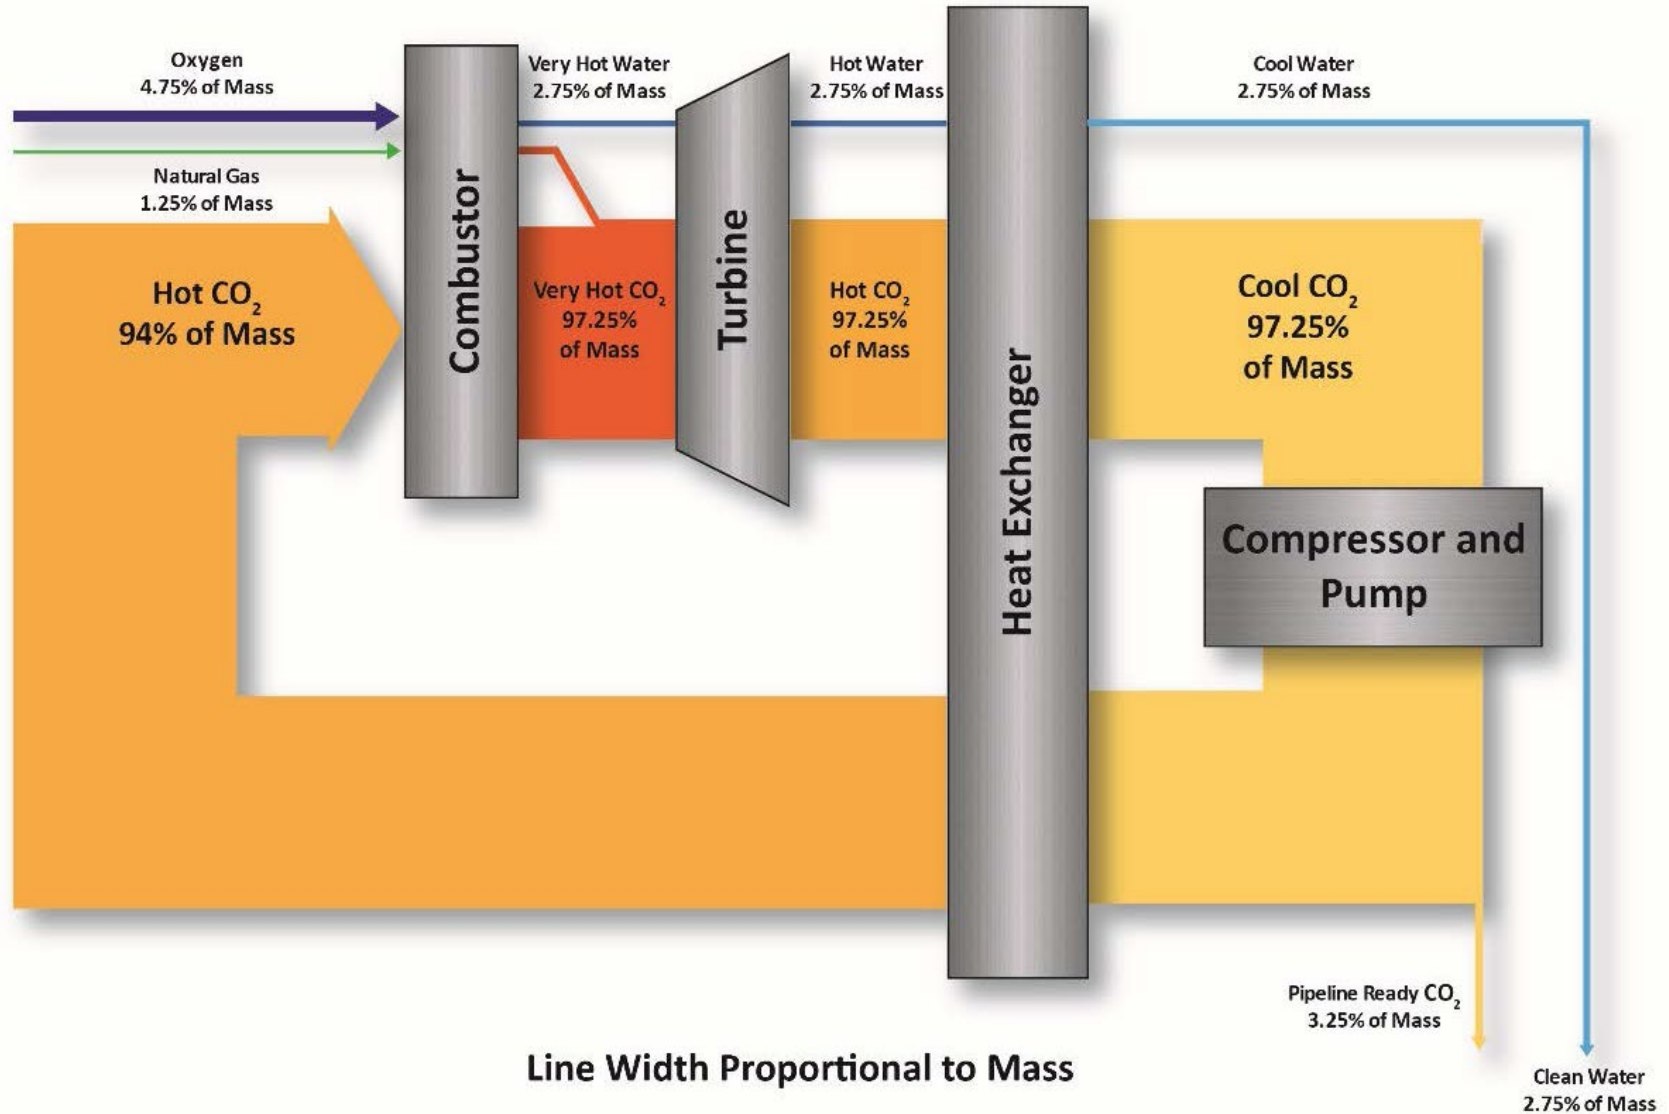 Oxygen
4.75% of Mass
Natural Gas
1.25% of Mass
Hot CO₂
94% of Mass
Combustor
Very Hot Water
2.75% of Mass
Very Hot CO₂
97.25%
of Mass
Turbine
Hot Water
2.75% of Mass
Hot CO₂
97.25%
of Mass
Heat Exchanger
Cool Water
2.75% of Mass
Cool CO₂
97.25%
of Mass
Compressor and
Pump
Pipeline Ready CO₂
3.25% of Mass
Clean Water
2.75% of Mass
Line Width Proportional to Mass